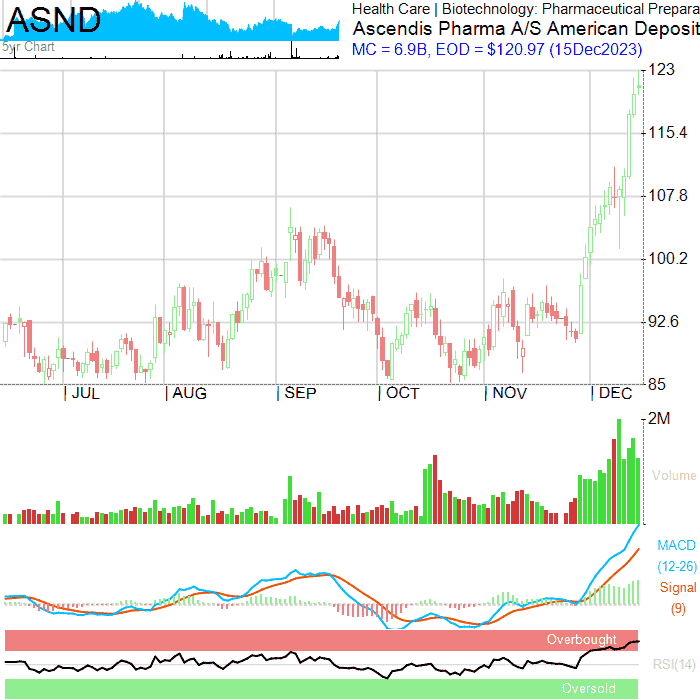 ASND
5yr Chart
Health Care | Biotechnology: Pharmaceutical Prepara
Ascendis Pharma A/S American Deposit
MC = 6.9B, EOD = $120.97 (15Dec2023)
123
115.4
107.8
100.2
92.6
85
JUL
AUG
SEP
OCT
NOV
DEC
2M
Volume
MACD
(12-26)
Signal
(9)
Overbought
RSI(14)
Oversold